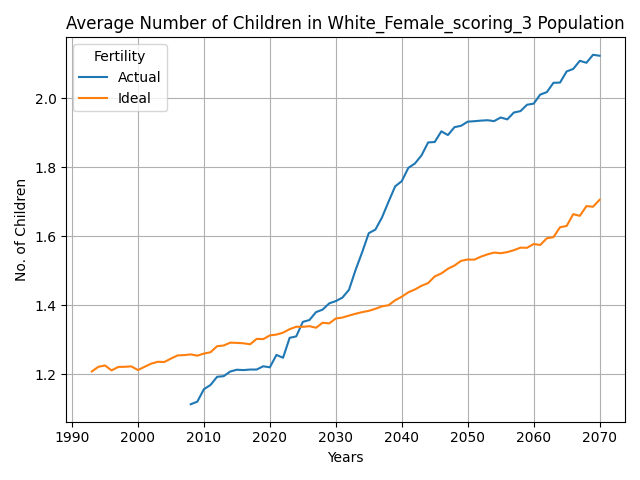 Average Number of Children in White_Female_scoring_3 Population
Fertility
Actual
Ideal
No. of Children
2.0
1.8
1.6
1.4
1.2
1990 2000 2010 2020 2030 2040 2050 2060 2070
Years